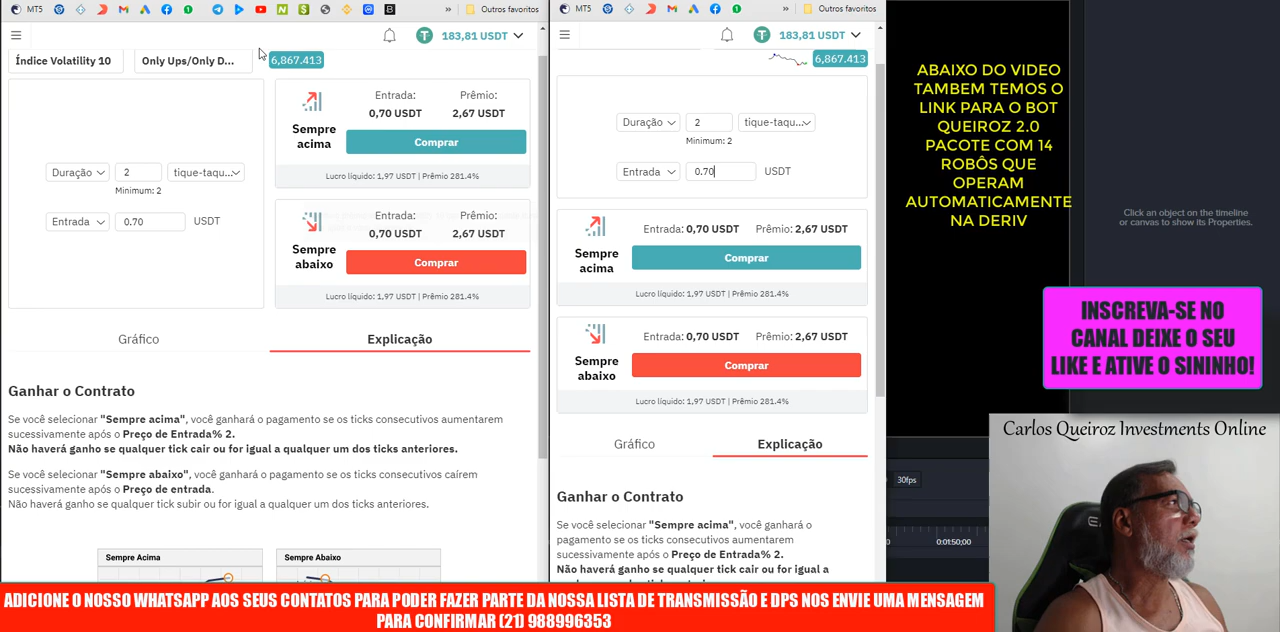 MT5
» Outros favoritos
183,81 USDT
Índice Volatility 10
Only Ups/Only D...
6,867.413
Duração
2
tique-taqu...
Minimum: 2
Entrada
0.70
USDT
Entrada:
Prêmio:
0,70 USDT
2,67 USDT
Sempre
acima
Comprar
Lucro líquido: 1,97 USDT | Prêmio 281.4%
Entrada:
Prêmio:
0,70 USDT
2,67 USDT
Sempre
abaixo
Comprar
Lucro líquido: 1,97 USDT | Prêmio 281.4%
Gráfico
Explicação
Ganhar o Contrato
Se você selecionar "Sempre acima", você ganhará o pagamento se os ticks consecutivos aumentarem
sucessivamente após o Preço de Entrada% 2.
Não haverá ganho se qualquer tick cair ou for igual a qualquer um dos ticks anteriores.
Se você selecionar "Sempre abaixo", você ganhará o pagamento se os ticks consecutivos caírem
sucessivamente após o Preço de entrada.
Não haverá ganho se qualquer tick subir ou for igual a qualquer um dos ticks anteriores.
Sempre Acima
Sempre Abaixo
MT5
» Outros favoritos
183,81 USDT
6,867.413
Duração
2
tique-taqu...
Minimum: 2
Entrada
0.70
USDT
Entrada: 0,70 USDT
Prêmio: 2,67 USDT
Sempre
acima
Comprar
Lucro líquido: 1,97 USDT | Prêmio 281.4%
Entrada: 0,70 USDT
Prêmio: 2,67 USDT
Sempre
abaixo
Comprar
Lucro líquido: 1,97 USDT | Prêmio 281.4%
Gráfico
Explicação
Ganhar o Contrato
Se você selecionar "Sempre acima", você ganhará o
pagamento se os ticks consecutivos aumentarem
sucessivamente após o Preço de Entrada% 2.
Não haverá ganho se qualquer tick cair ou for igual a
ABAIXO DO VIDEO
TAMBEM TEMOS O
LINK PARA O BOT
QUEIROZ 2.0
PACOTE COM 14
ROBÔS QUE
OPERAM
AUTOMATICAMENTE
NA DERIV
Click an object on the timeline
or canvas to show its Properties.
INSCREVA-SE NO
CANAL DEIXE O SEU
LIKE E ATIVE O SININHO!
Carlos Queiroz Investments Online
30fps
0:01:50;00
ADICIONE O NOSSO WHATSAPP AOS SEUS CONTATOS PARA PODER FAZER PARTE DA NOSSA LISTA DE TRANSMISSÃO E DPS NOS ENVIE UMA MENSAGEM
PARA CONFIRMAR (21) 988996353